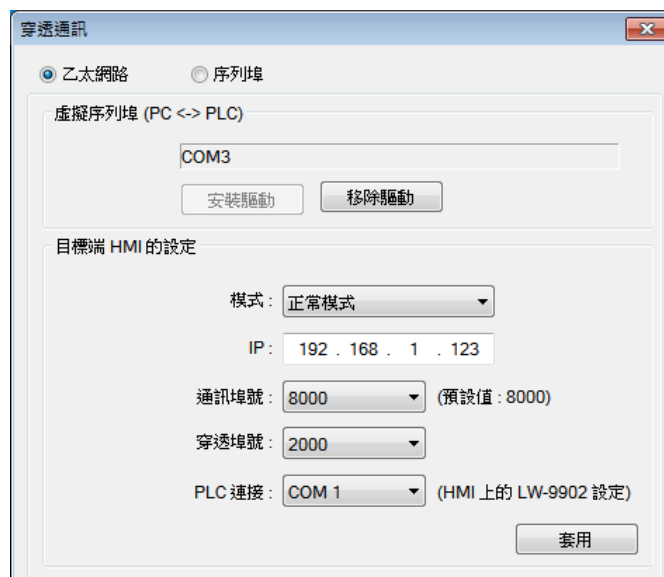 穿透通訊
乙太網路 序列埠
虛擬序列埠 (PC <-> PLC)
COM3
安裝驅動 移除驅動
目標端 HMI 的設定
模式 : 正常模式
IP : 192 . 168 . 1 . 123
通訊埠號 : 8000 (預設值 : 8000)
穿透埠號 : 2000
PLC 連接 : COM 1 (HMI 上的 LW-9902 設定)
套用